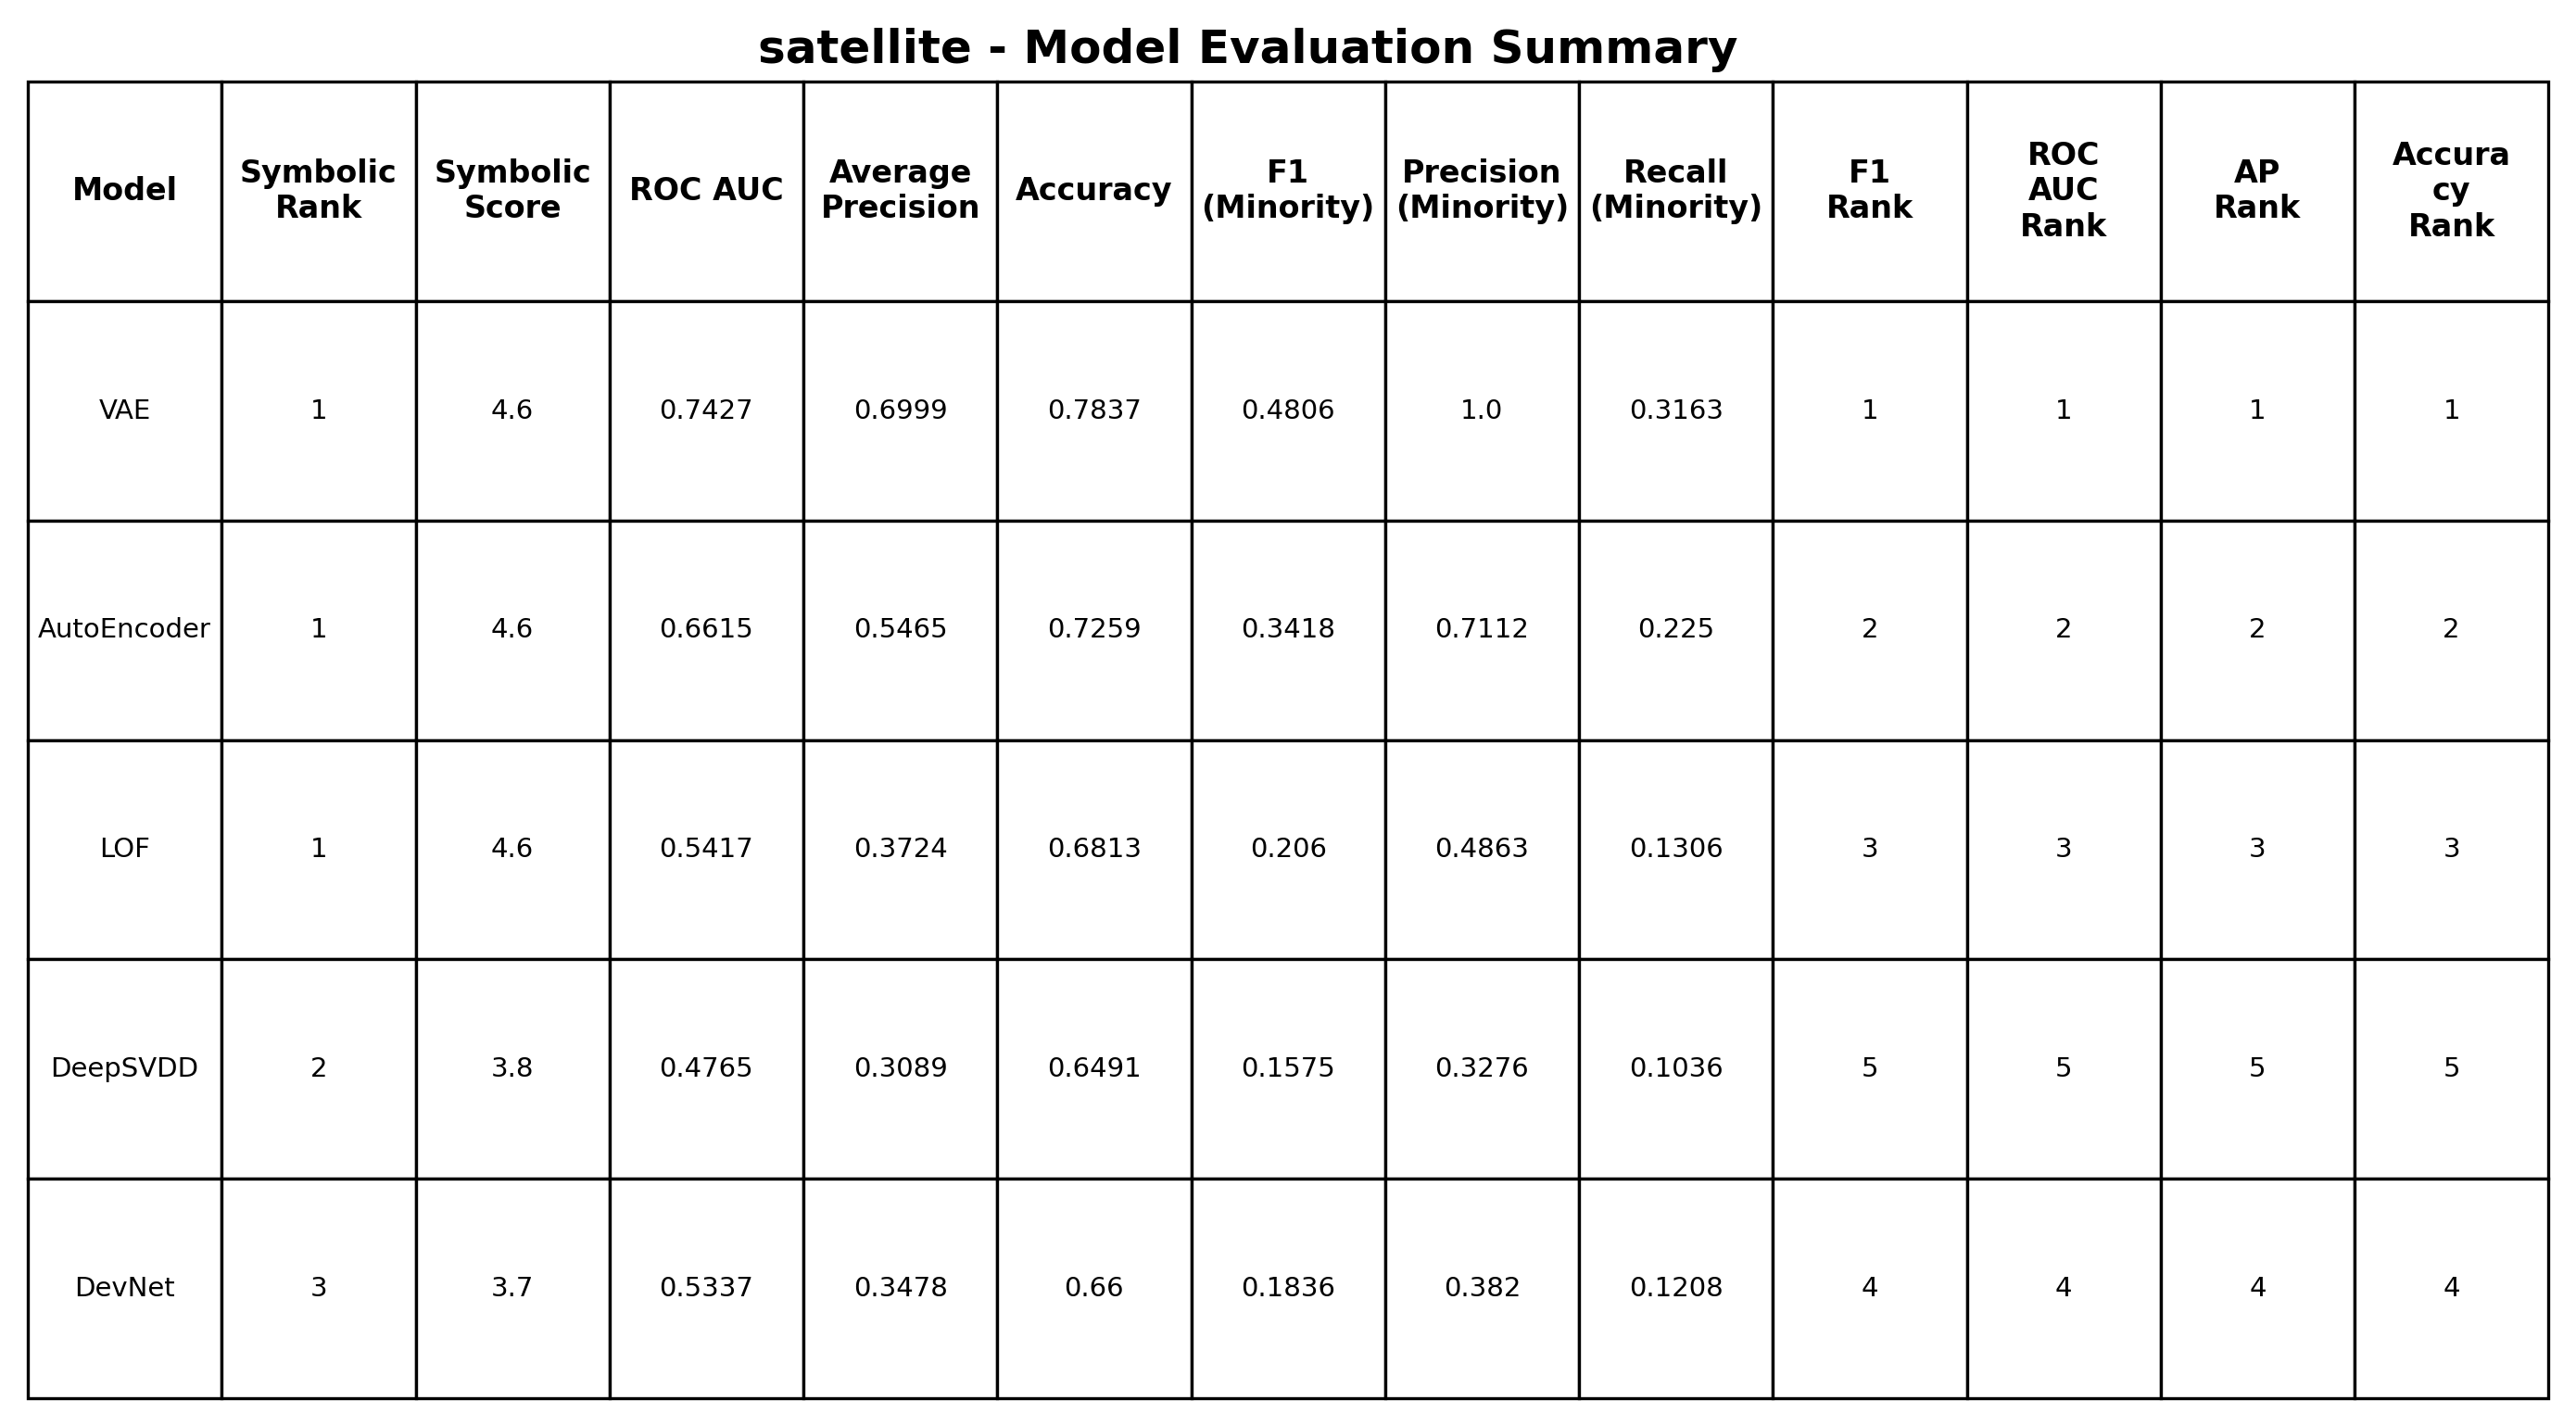 satellite - Model Evaluation Summary
Model Symbolic Rank Symbolic Score ROC AUC Average Precision Accuracy F1 (Minority) Precision (Minority) Recall (Minority) F1 Rank ROC AUC Rank AP Rank Accura cy Rank
VAE 1 4.6 0.7427 0.6999 0.7837 0.4806 1.0 0.3163 1 1 1 1
AutoEncoder 1 4.6 0.6615 0.5465 0.7259 0.3418 0.7112 0.225 2 2 2 2
LOF 1 4.6 0.5417 0.3724 0.6813 0.206 0.4863 0.1306 3 3 3 3
DeepSVDD 2 3.8 0.4765 0.3089 0.6491 0.1575 0.3276 0.1036 5 5 5 5
DevNet 3 3.7 0.5337 0.3478 0.66 0.1836 0.382 0.1208 4 4 4 4